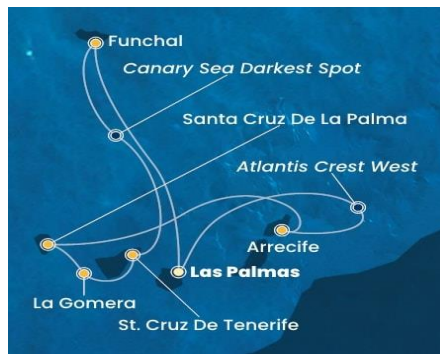 Funchal
Canary Sea Darkest Spot
Santa Cruz De La Palma
Atlantis Crest West
Arrecife
Las Palmas
La Gomera
St. Cruz De Tenerife